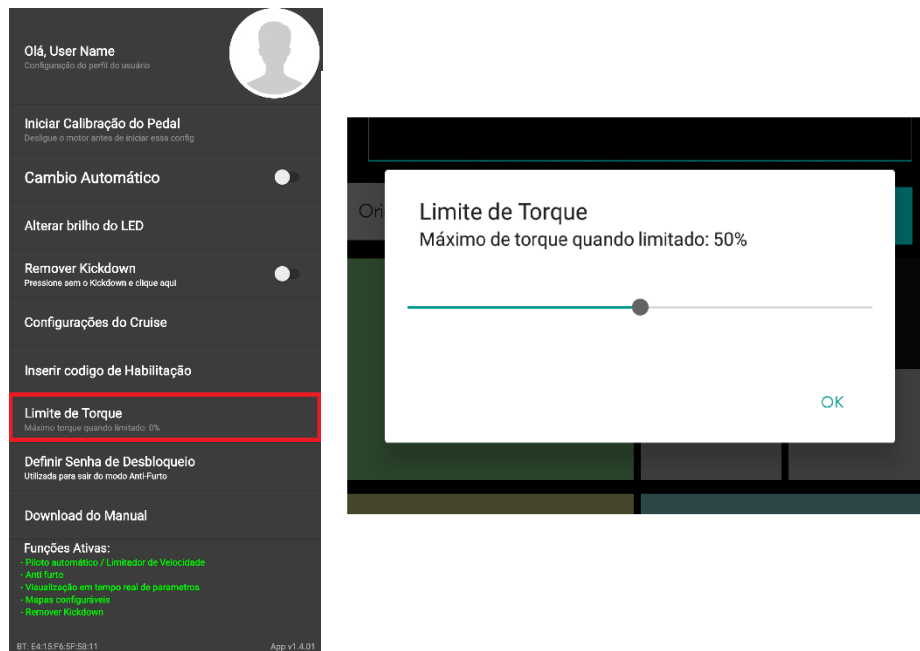 Olá, User Name
Configuração do perfil do usuário
Iniciar Calibração do Pedal
Desligue o motor antes de iniciar essa config
Cambio Automático
Alterar brilho do LED
Remover Kickdown
Pressione sem o Kickdown e clique aqui
Configurações do Cruise
Inserir codigo de Habilitação
Limite de Torque
Máximo torque quando limitado: 0%
Definir Senha de Desbloqueio
Utilizada para sair do modo Anti-Furto
Download do Manual
Funções Ativas:
- Piloto automático / Limitador de Velocidade
- Anti furto
- Visualização em tempo real de parametros
- Mapas configuráveis
- Remover Kickdown
BT: E4:15:F6:5F:58:11 App v1.4.01
Ori
Limite de Torque
Máximo de torque quando limitado: 50%
OK